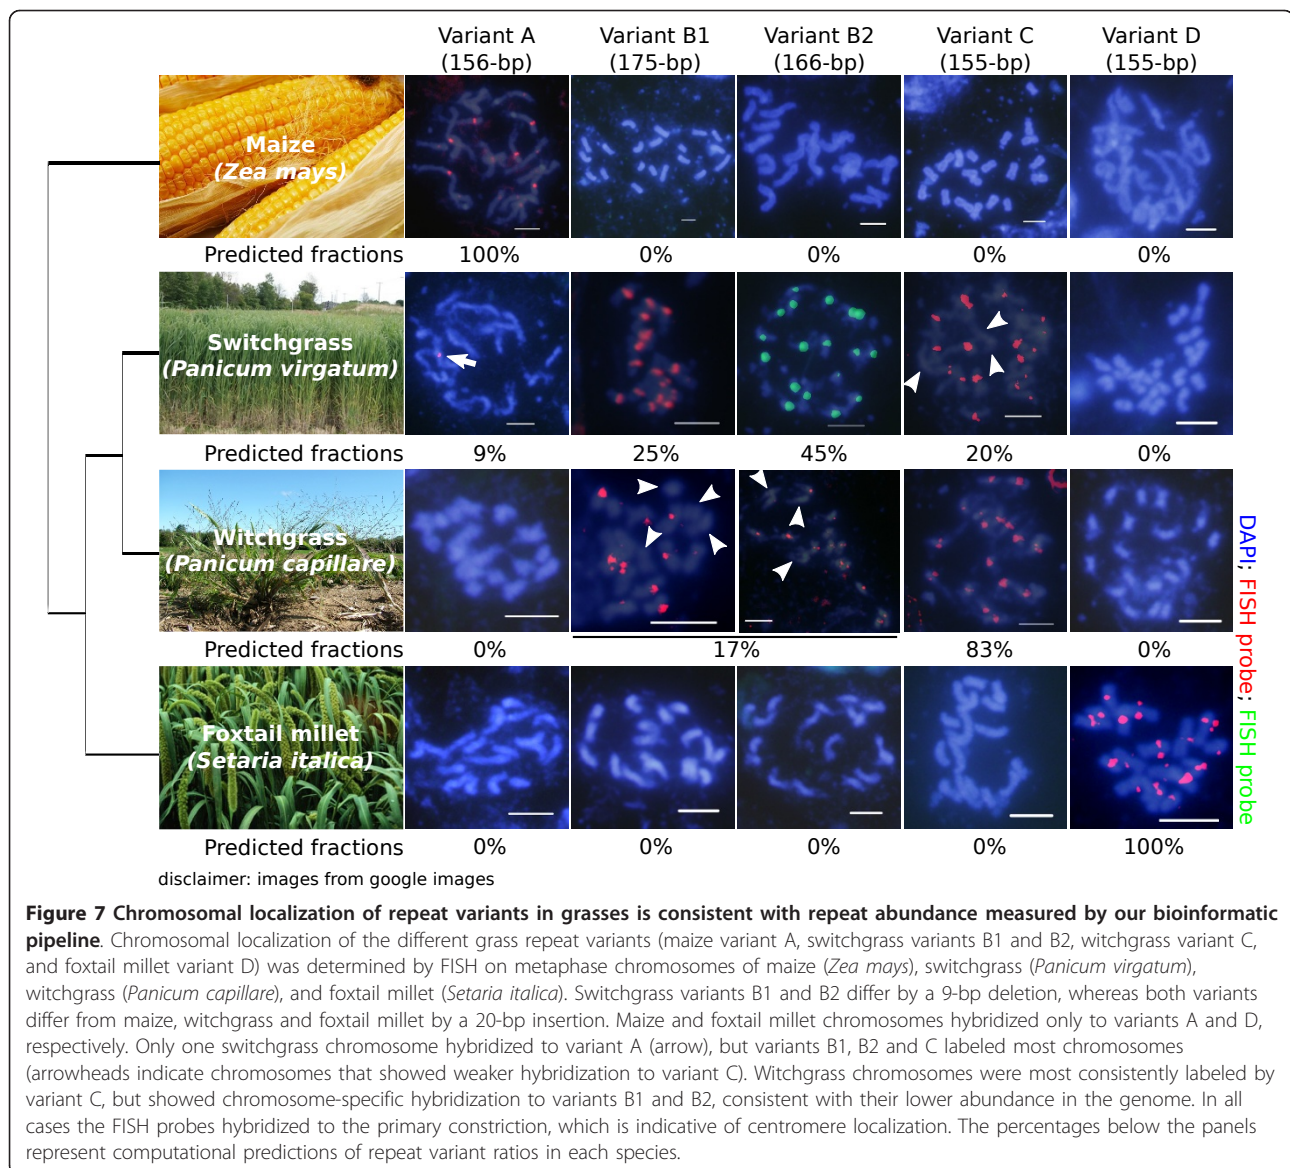 Variant A Variant B1 Variant B2 Variant C Variant D
(156-bp) (175-bp) (166-bp) (155-bp) (155-bp)
Maize
(Zea mays)
Predicted fractions 100% 0% 0% 0% 0%
Switchgrass
(Panicum virgatum)
Predicted fractions 9% 25% 45% 20% 0%
Witchgrass
(Panicum capillare)
Predicted fractions 0% 17% 83% 0%
Foxtail millet
(Setaria italica)
Predicted fractions 0% 0% 0% 0% 100%
DAPI; FISH probe; FISH probe
disclaimer: images from google images
Figure 7 Chromosomal localization of repeat variants in grasses is consistent with repeat abundance measured by our bioinformatic
pipeline. Chromosomal localization of the different grass repeat variants (maize variant A, switchgrass variants B1 and B2, witchgrass variant C,
and foxtail millet variant D) was determined by FISH on metaphase chromosomes of maize (Zea mays), switchgrass (Panicum virgatum),
witchgrass (Panicum capillare), and foxtail millet (Setaria italica). Switchgrass variants B1 and B2 differ by a 9-bp deletion, whereas both variants
differ from maize, witchgrass and foxtail millet by a 20-bp insertion. Maize and foxtail millet chromosomes hybridized only to variants A and D,
respectively. Only one switchgrass chromosome hybridized to variant A (arrow), but variants B1, B2 and C labeled most chromosomes
(arrowheads indicate chromosomes that showed weaker hybridization to variant C). Witchgrass chromosomes were most consistently labeled by
variant C, but showed chromosome-specific hybridization to variants B1 and B2, consistent with their lower abundance in the genome. In all
cases the FISH probes hybridized to the primary constriction, which is indicative of centromere localization. The percentages below the panels
represent computational predictions of repeat variant ratios in each species.